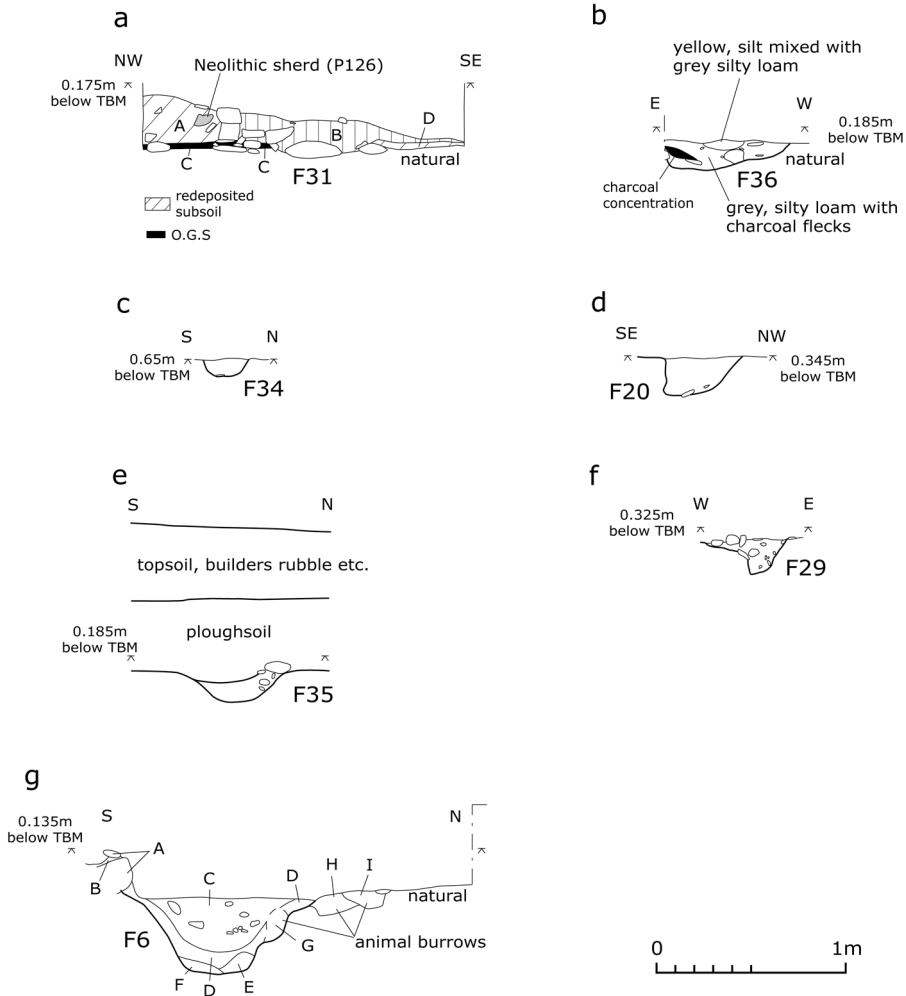 a
NW
SE
0.175m
below TBM
Neolithic sherd (P126)
A
B
D
C
C
F31
natural
redeposited
subsoil
O.G.S
b
yellow, silt mixed with
grey silty loam
E
W
0.185m
below TBM
natural
F36
charcoal
concentration
grey, silty loam with
charcoal flecks
c
S
N
0.65m
below TBM
F34
d
SE
NW
0.345m
below TBM
F20
e
S
N
topsoil, builders rubble etc.
ploughsoil
0.185m
below TBM
F35
f
W
E
0.325m
below TBM
F29
g
S
N
0.135m
below TBM
A
B
C
D
H
I
natural
F6
G
animal burrows
F
D
E
0
1m